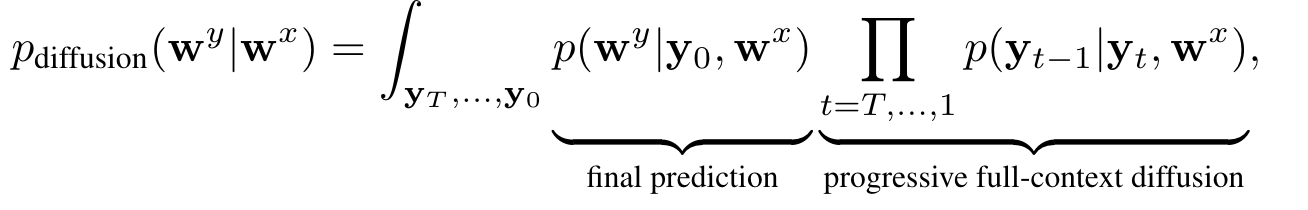 p_diffusion(𝐰^y|𝐰^x) = ∫_{𝐲_T,...,𝐲_0} p(𝐰^y|𝐲_0, 𝐰^x) ∏_{t=T,...,1} p(𝐲_{t−1}|𝐲_t, 𝐰^x),
final prediction progressive full-context diffusion